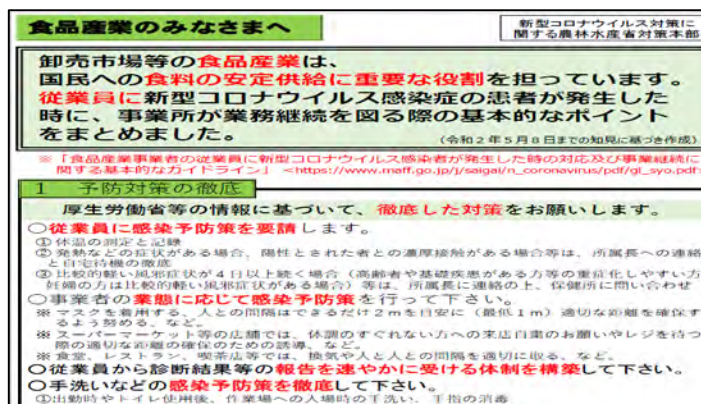 食品産業のみなさまへ
新型コロナウイルス対策に
関する農林水産省対策本部
卸売市場等の食品産業は、
国民への食料の安定供給に重要な役割を担っています。
従業員に新型コロナウイルス感染症の患者が発生した
時に、事業所が業務継続を図る際の基本的なポイント
をまとめました。
(令和2年5月8日までの知見に基づき作成)
※「食品産業事業者の従業員に新型コロナウイルス感染者が発生した時の対応及び事業継続に
関する基本的なガイドライン」 <https://www.maff.go.jp/j/saigai/n_coronavirus/pdf/gl_syo.pdf>
1 予防対策の徹底
厚生労働省等の情報に基づいて、徹底した対策をお願いします。
○従業員に感染予防策を要請します。
①体温の測定と記録
②発熱などの症状がある場合、陽性とされた者との濃厚接触がある場合等は、所属長への連絡
と自宅待機の徹底
③比較的軽い風邪症状が4日以上続く場合(高齢者や基礎疾患がある方等の重症化しやすい方
妊婦の方は比較的軽い風邪症状がある場合)等は、所属長に連絡の上、保健所に問い合わせ
○事業者の業態に応じて感染予防策を行って下さい。
※マスクを着用する、人との間隔はできるだけ2mを目安に(最低1m)適切な距離を確保す
るよう努める、など。
※スーパーマーケット等の店舗では、体調のすぐれない方への来店自粛のお願いやレジを待つ
際の適切な距離の確保のための誘導、など。
※食堂、レストラン、喫茶店等では、換気や人と人との間隔を適切に取る、など。
○従業員から診断結果等の報告を速やかに受ける体制を構築して下さい。
○手洗いなどの感染予防策を徹底して下さい。
①出勤時やトイレ使用後、作業場への入場時の手洗い、手指の消毒